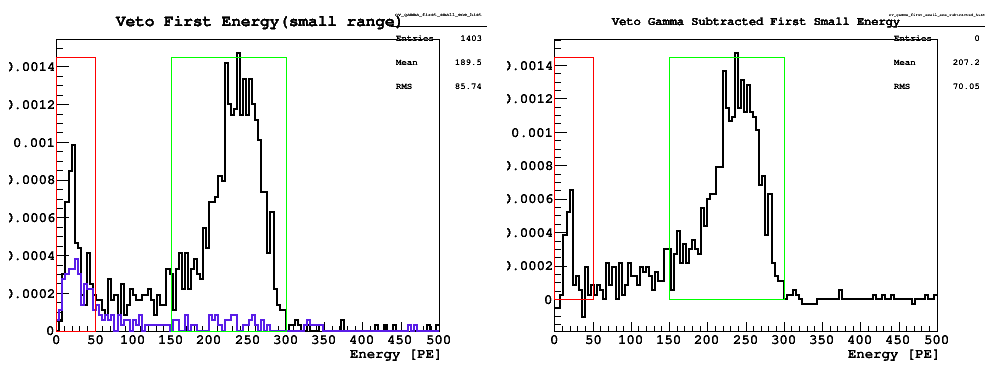 Veto First Energy(small range)
Entries 1403
Mean 189.5
RMS 85.74
0.0014
0.0012
0.001
0.0008
0.0006
0.0004
0.0002
0
0 50 100 150 200 250 300 350 400 450 500
Energy [PE]
Veto Gamma Subtracted First Small Energy
Entries 0
Mean 207.2
RMS 70.05
0.0014
0.0012
0.001
0.0008
0.0006
0.0004
0.0002
0
0 50 100 150 200 250 300 350 400 450 500
Energy [PE]